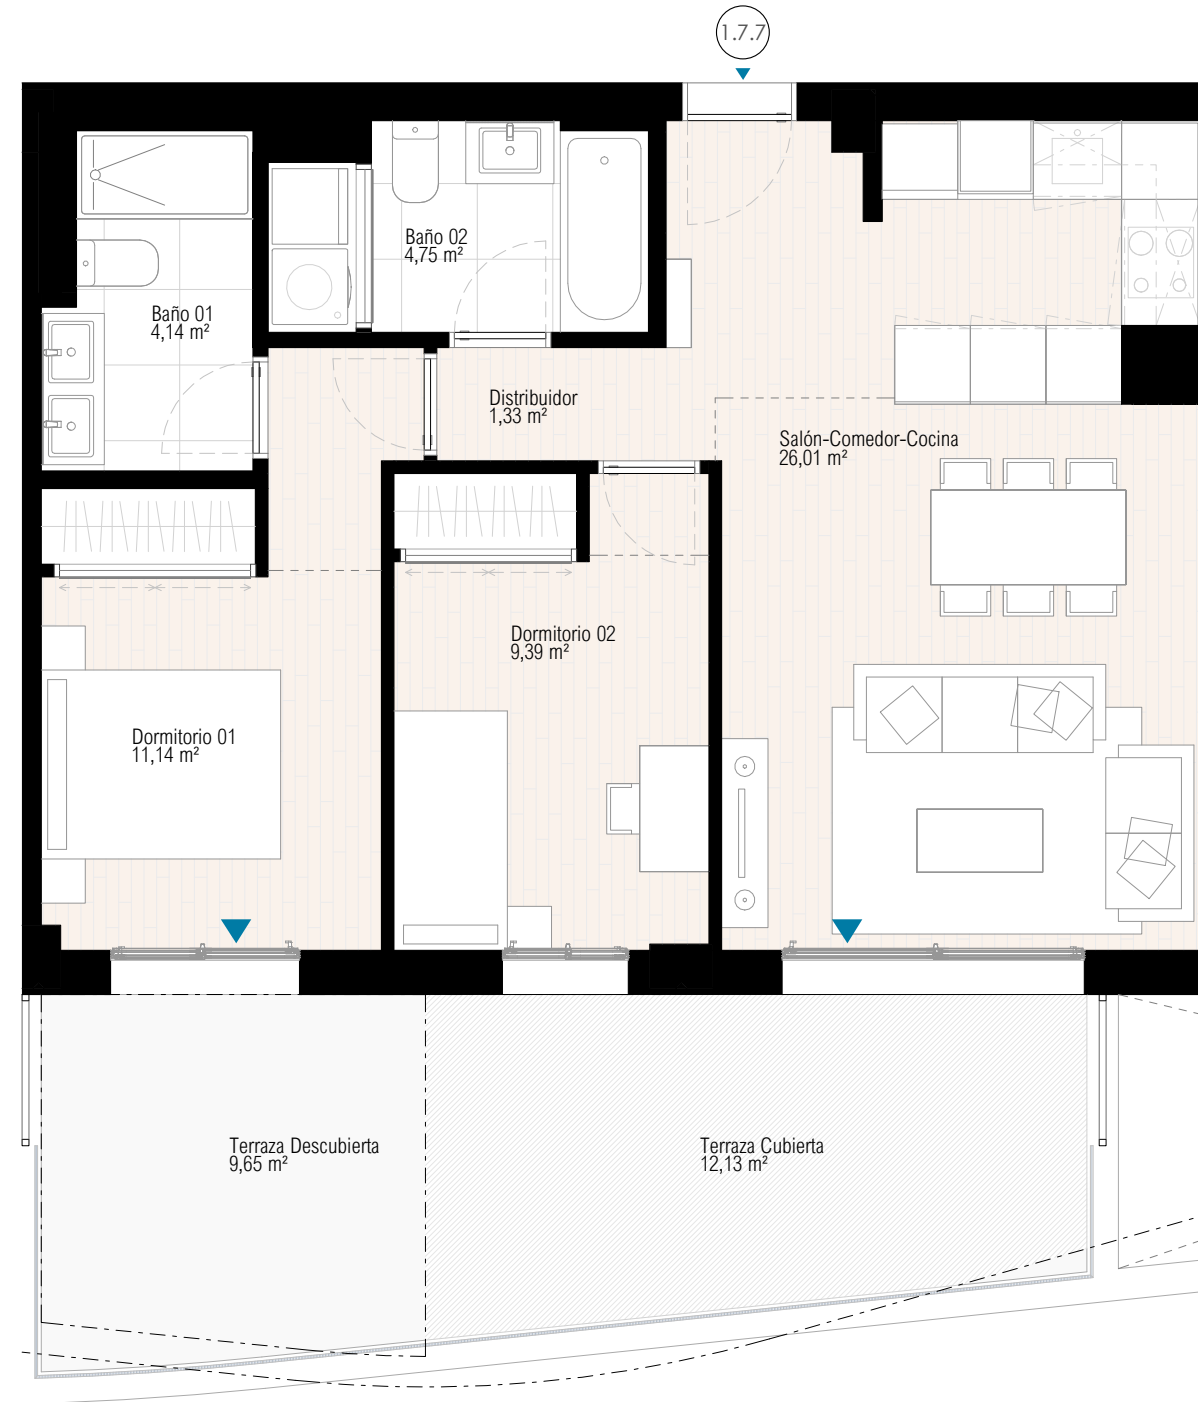 1.7.7
Baño 02
4,75 m²
Baño 01
4,14 m²
Distribuidor
1,33 m²
Salón-Comedor-Cocina
26,01 m²
Dormitorio 02
9,39 m²
Dormitorio 01
11,14 m²
Terraza Descubierta
9,65 m²
Terraza Cubierta
12,13 m²